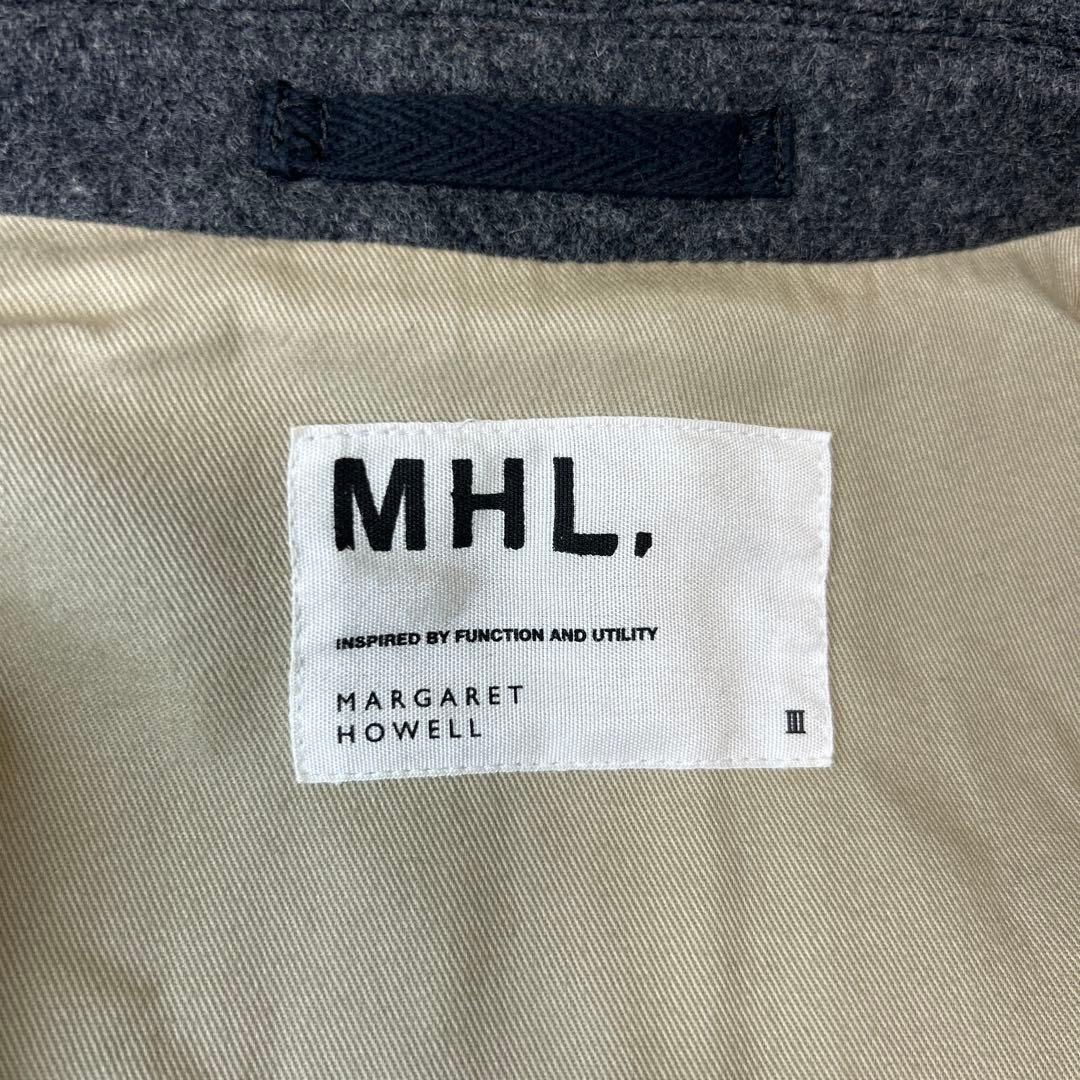 MHL.
INSPIRED BY FUNCTION AND UTILITY
MARGARET
HOWELL
III